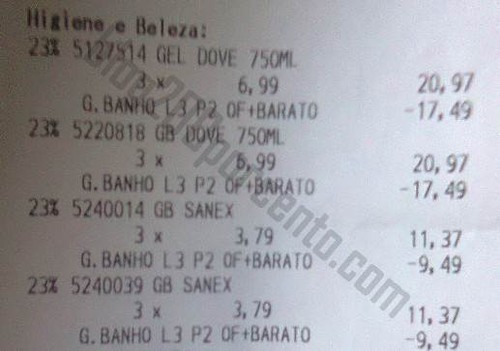 Higiene e Beleza:
23% 5127514 GEL DOVE 750ML
3 x 6,99 20,97
G.BANHO L3 P2 OF+BARATO -17,49
23% 5220818 GB DOVE 750ML
3 x 6,99 20,97
G.BANHO L3 P2 OF+BARATO -17,49
23% 5240014 GB SANEX
3 x 3,79 11,37
G.BANHO L3 P2 OF+BARATO -9,49
23% 5240039 GB SANEX
3 x 3,79 11,37
G.BANHO L3 P2 OF+BARATO -9,49
blog200porcento.com